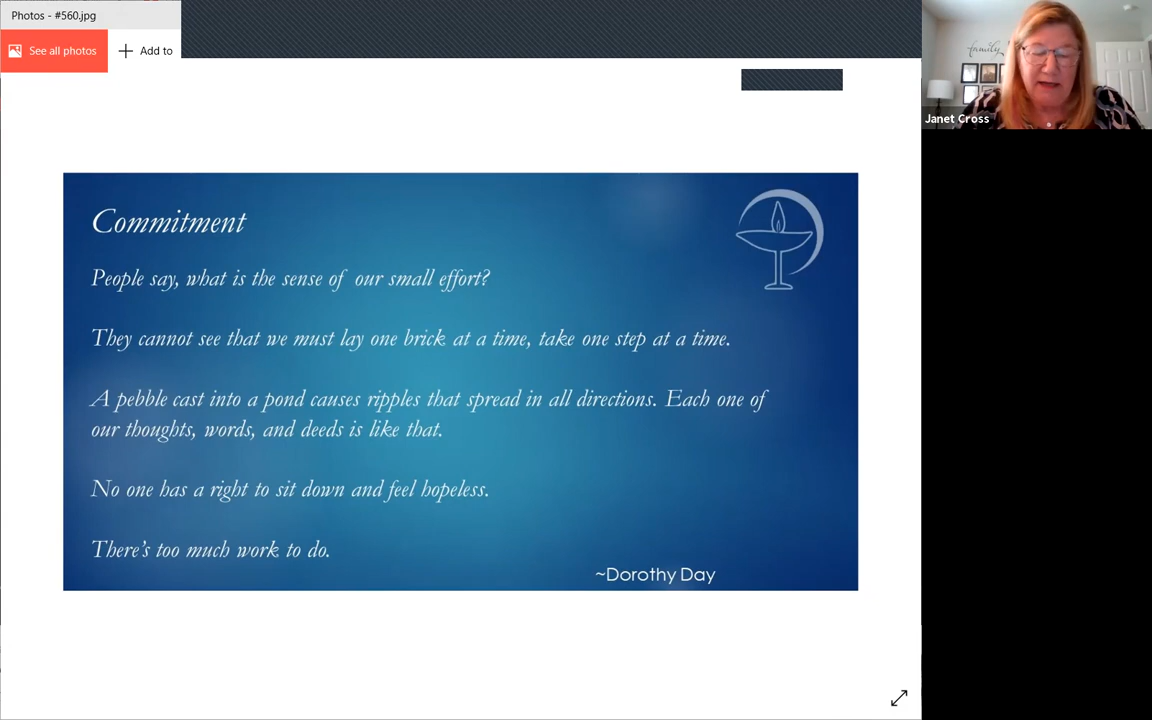 Photos - #560.jpg
See all photos
Add to
family
Janet Cross
Commitment
People say, what is the sense of our small effort?
They cannot see that we must lay one brick at a time, take one step at a time.
A pebble cast into a pond causes ripples that spread in all directions. Each one of
our thoughts, words, and deeds is like that.
No one has a right to sit down and feel hopeless.
There's too much work to do.
~Dorothy Day